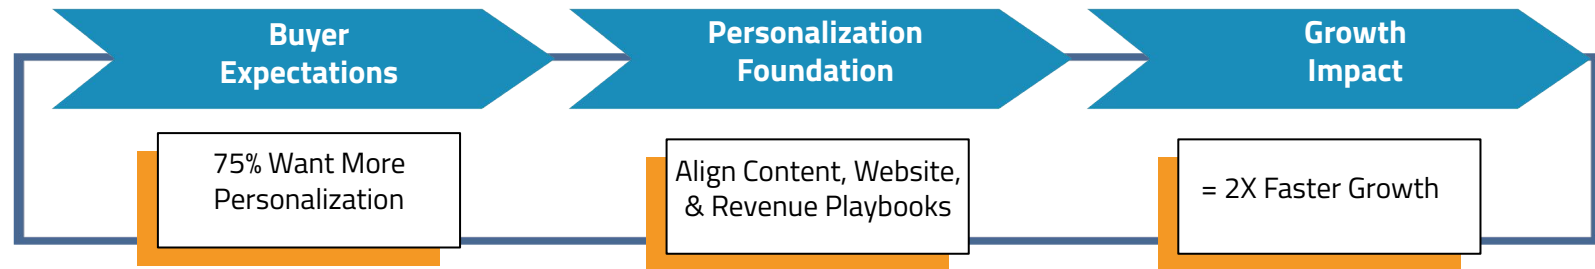 Buyer
Expectations
75% Want More
Personalization
Personalization
Foundation
Align Content, Website,
& Revenue Playbooks
Growth
Impact
= 2X Faster Growth